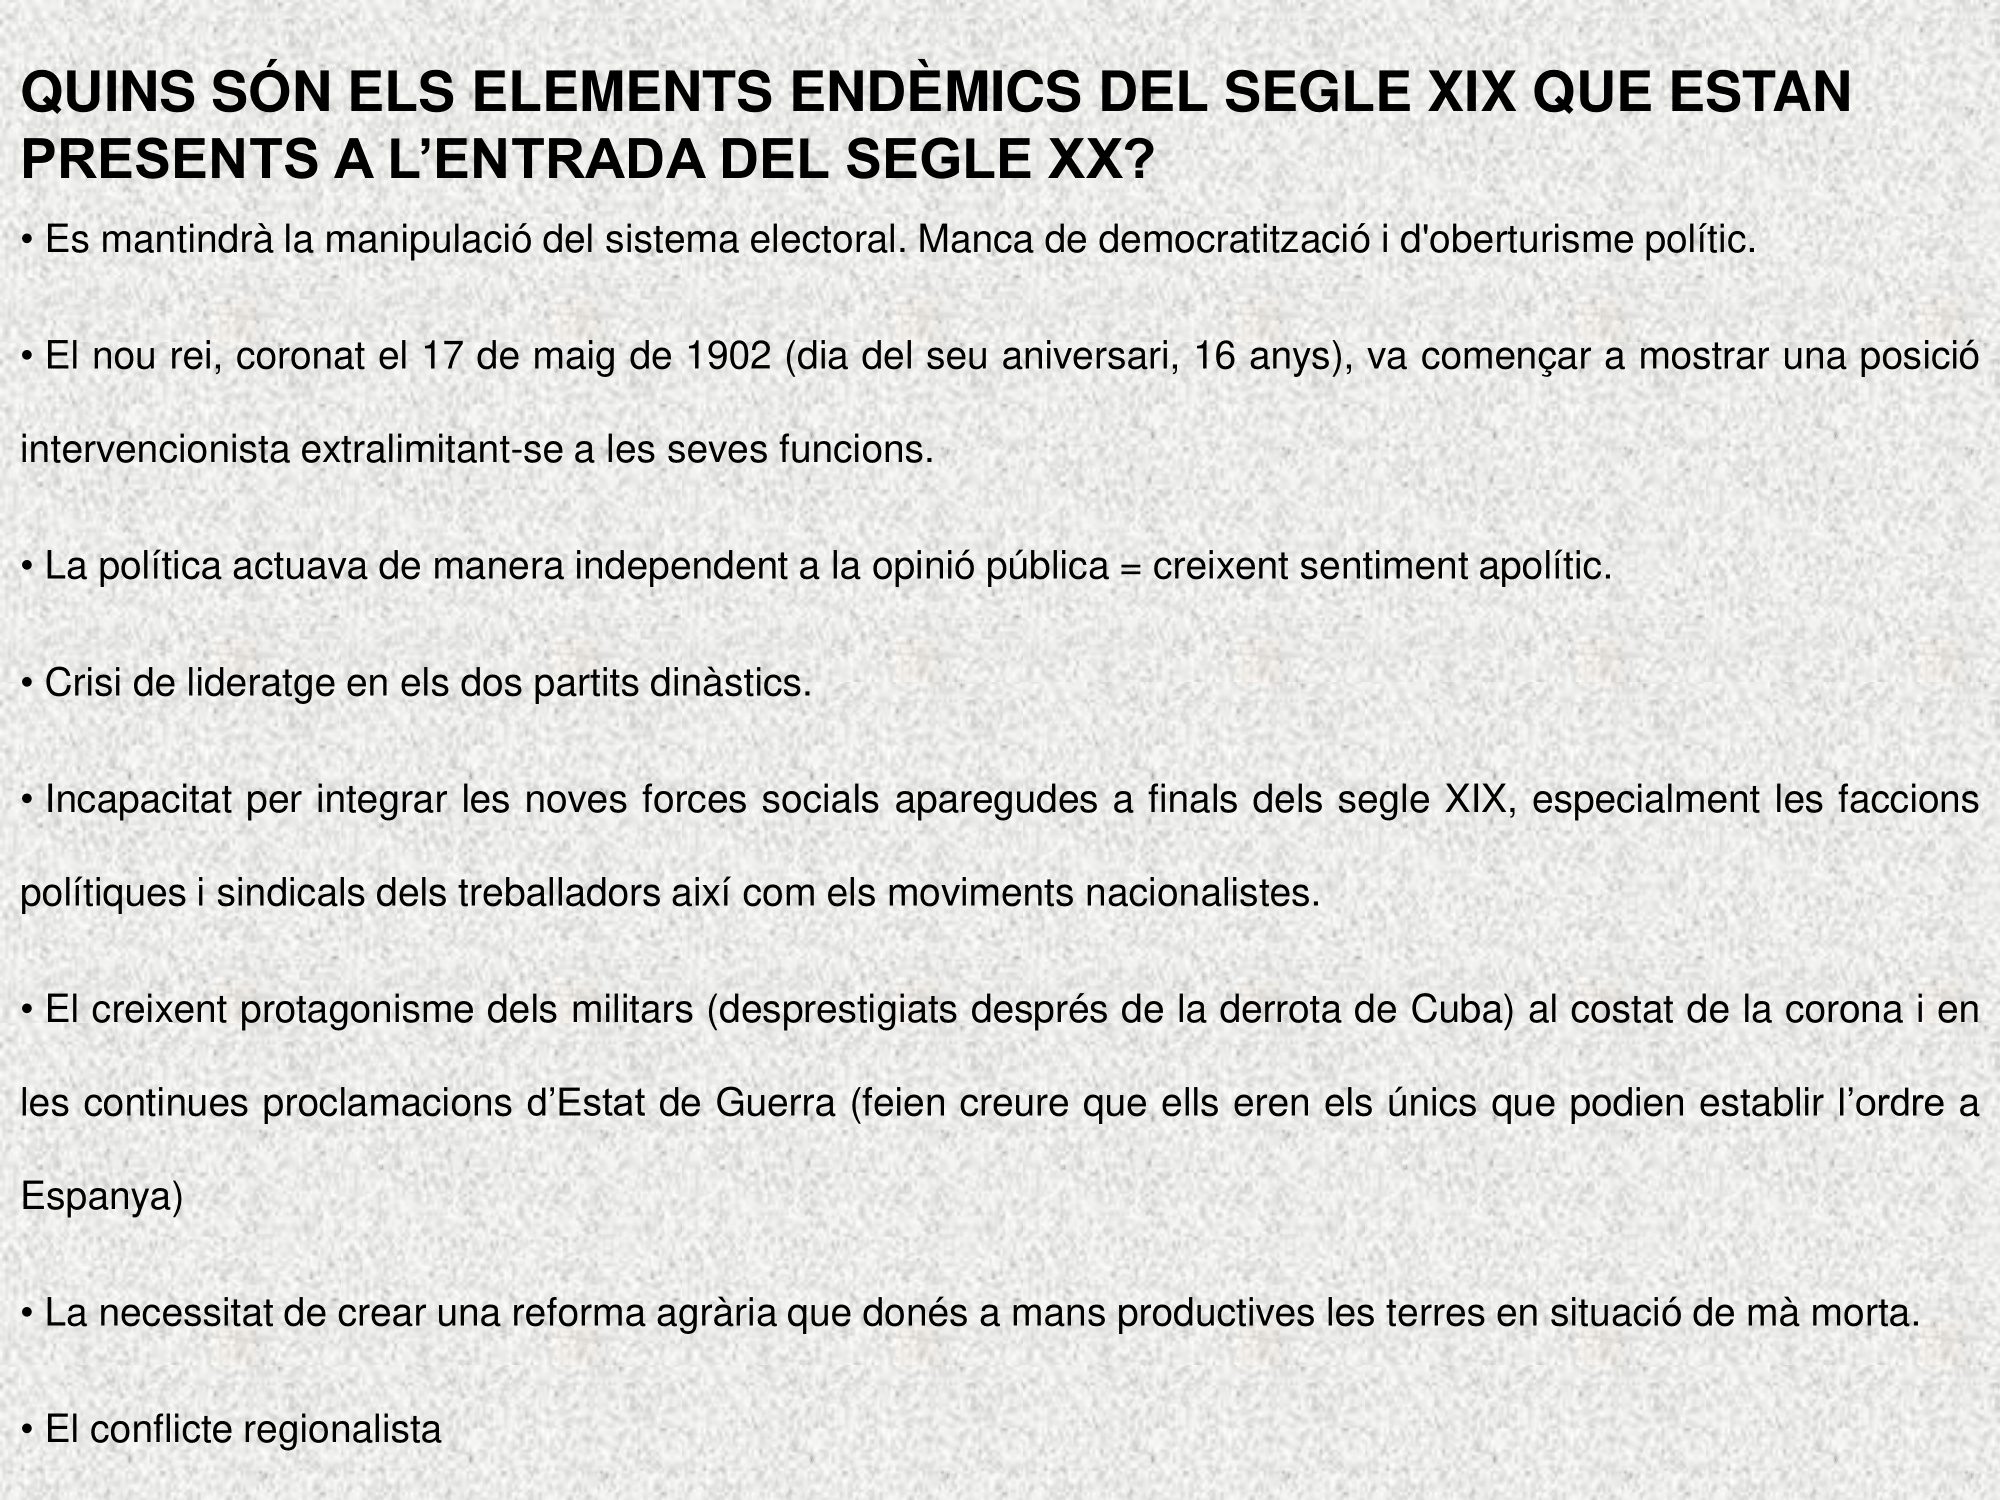 QUINS SÓN ELS ELEMENTS ENDÈMICS DEL SEGLE XIX QUE ESTAN
PRESENTS A L’ENTRADA DEL SEGLE XX?
• Es mantindrà la manipulació del sistema electoral. Manca de democratització i d'oberturisme polític.
• El nou rei, coronat el 17 de maig de 1902 (dia del seu aniversari, 16 anys), va començar a mostrar una posició
intervencionista extralimitant-se a les seves funcions.
• La política actuava de manera independent a la opinió pública = creixent sentiment apolític.
• Crisi de lideratge en els dos partits dinàstics.
• Incapacitat per integrar les noves forces socials aparegudes a finals dels segle XIX, especialment les faccions
polítiques i sindicals dels treballadors així com els moviments nacionalistes.
• El creixent protagonisme dels militars (desprestigiats després de la derrota de Cuba) al costat de la corona i en
les continues proclamacions d’Estat de Guerra (feien creure que ells eren els únics que podien establir l’ordre a
Espanya)
• La necessitat de crear una reforma agrària que donés a mans productives les terres en situació de mà morta.
• El conflicte regionalista